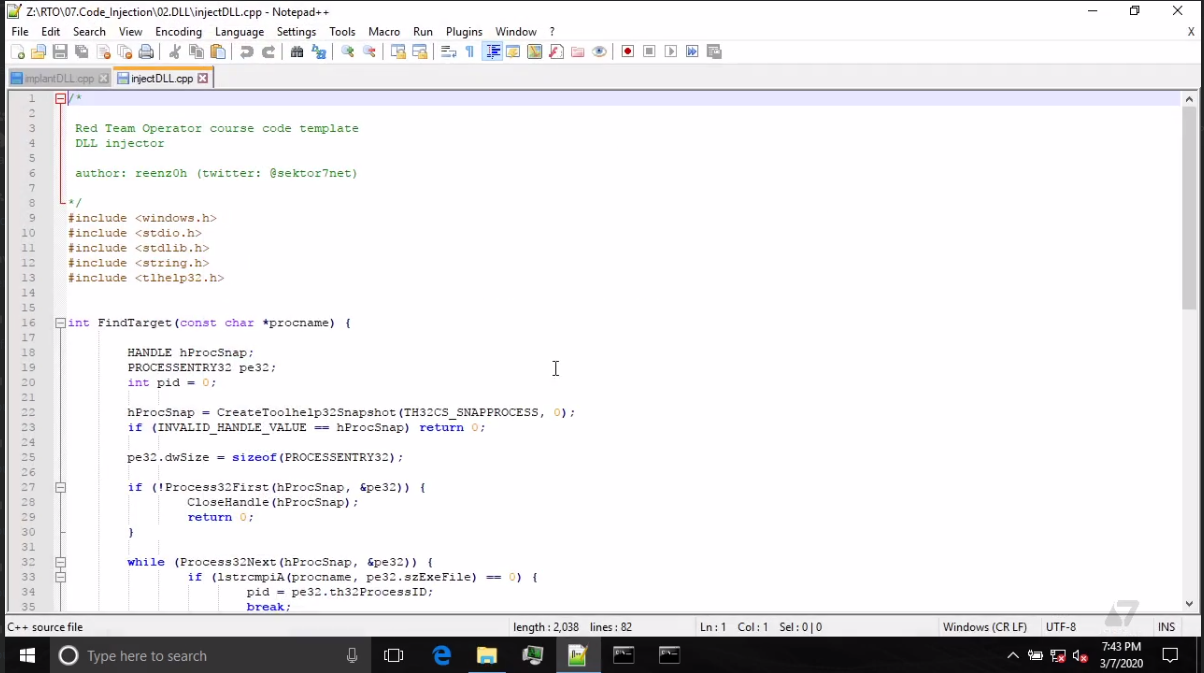 Z:\RTO\07.Code_Injection\02.DLL\injectDLL.cpp - Notepad++
File Edit Search View Encoding Language Settings Tools Macro Run Plugins Window ? X
implantDLL.cpp injectDLL.cpp
1 /*
2
3 Red Team Operator course code template
4 DLL injector
5
6 author: reenz0h (twitter: @sektor7net)
7
8 */
9 #include <windows.h>
10 #include <stdio.h>
11 #include <stdlib.h>
12 #include <string.h>
13 #include <tlhelp32.h>
14
15
16 int FindTarget(const char *procname) {
17
18 HANDLE hProcSnap;
19 PROCESSENTRY32 pe32;
20 int pid = 0;
21
22 hProcSnap = CreateToolhelp32Snapshot(TH32CS_SNAPPROCESS, 0);
23 if (INVALID_HANDLE_VALUE == hProcSnap) return 0;
24
25 pe32.dwSize = sizeof(PROCESSENTRY32);
26
27 if (!Process32First(hProcSnap, &pe32)) {
28 CloseHandle(hProcSnap);
29 return 0;
30 }
31
32 while (Process32Next(hProcSnap, &pe32)) {
33 if (lstrcmpiA(procname, pe32.szExeFile) == 0) {
34 pid = pe32.th32ProcessID;
35 break;
C++ source file length : 2,038 lines : 82 Ln : 1 Col : 1 Sel : 0 | 0 Windows (CR LF) UTF-8 INS
Type here to search
7:43 PM
3/7/2020